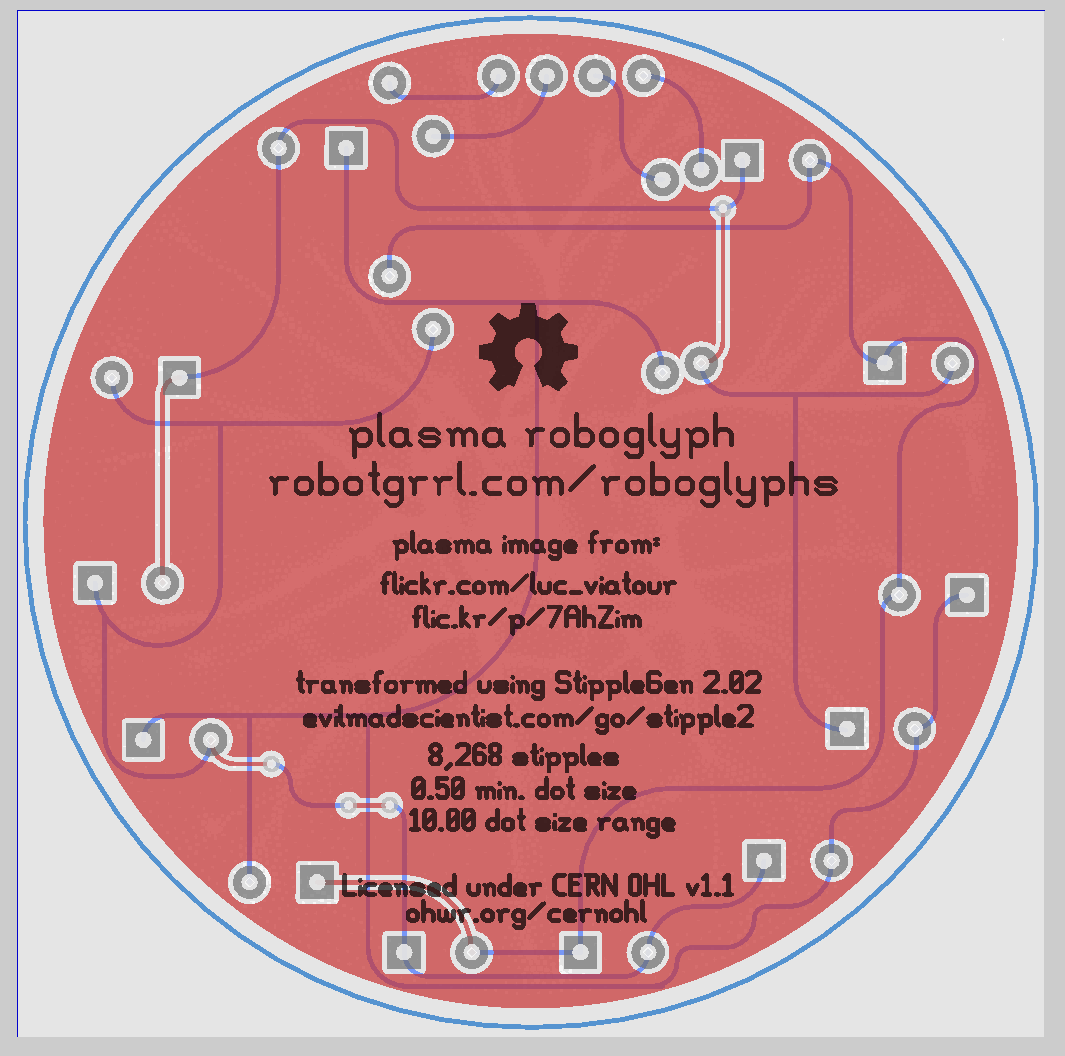 plasma roboglyph
robotgrrl.com/roboglyphs
plasma image from:
flickr.com/luc_viatour
flic.kr/p/7AhZim
transformed using StippleGen 2.02
evilmadscientist.com/go/stipple2
8,268 stipples
0.50 min. dot size
10.00 dot size range
Licensed under CERN OHL v1.1
ohwr.org/cernohl